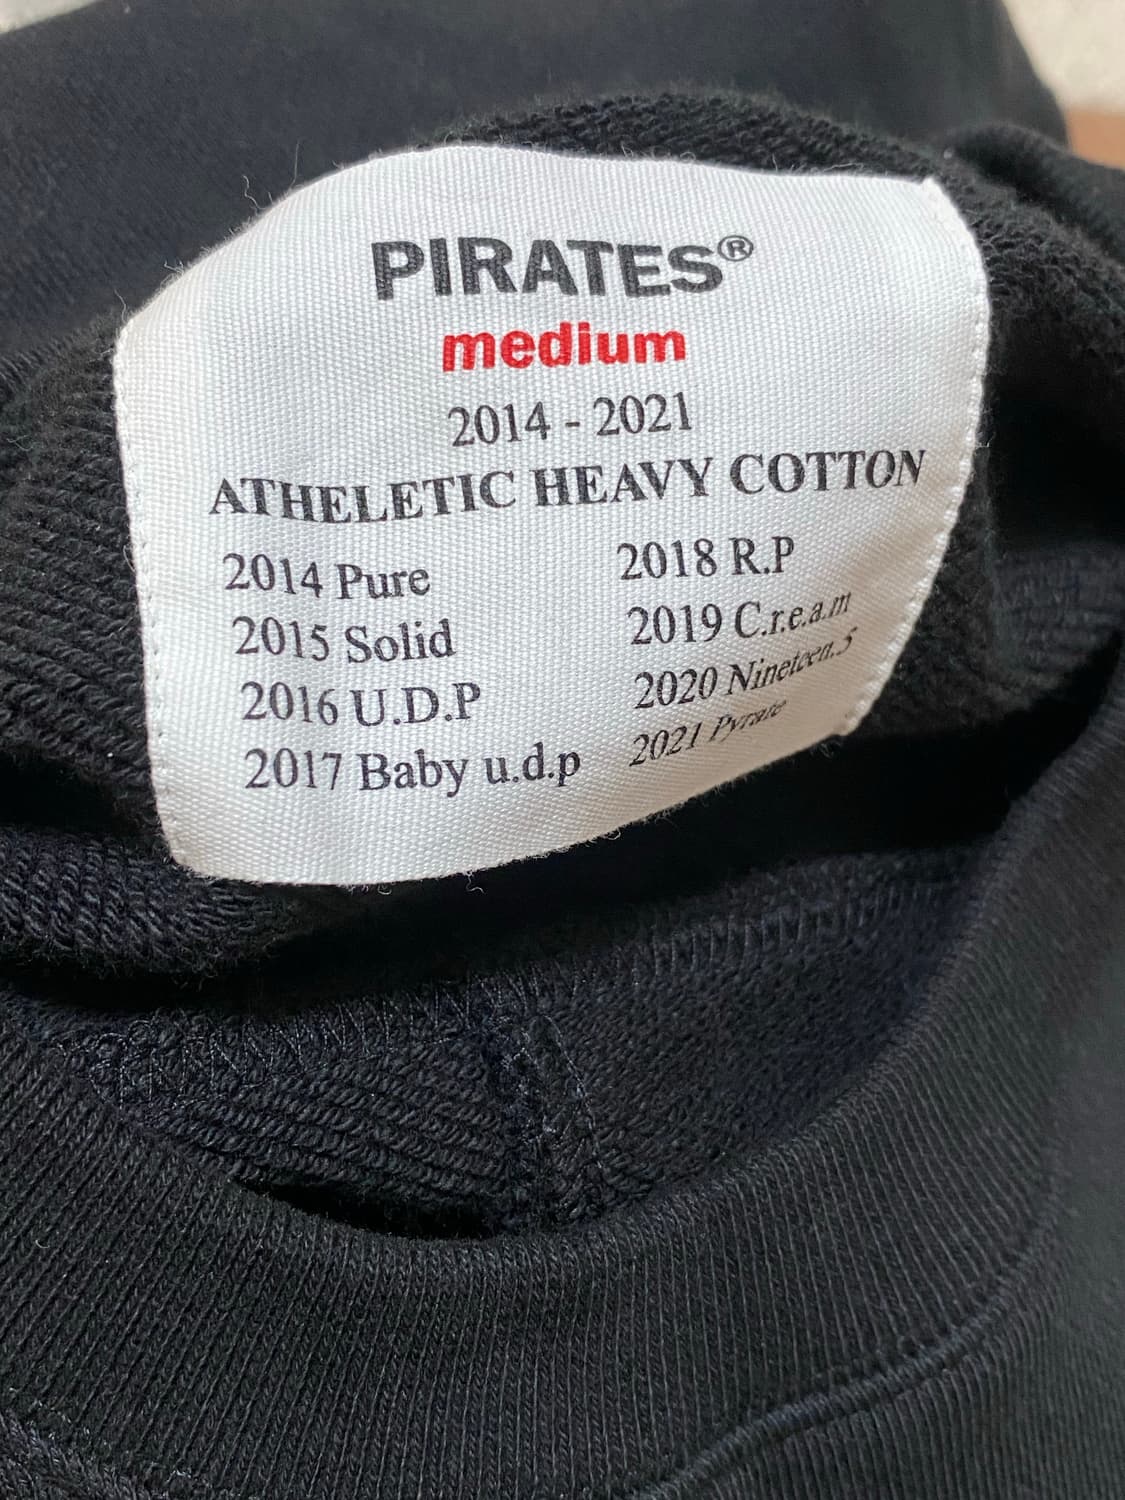 PIRATES®
medium
2014 - 2021
ATHELETIC HEAVY COTTON
2014 Pure
2015 Solid
2016 U.D.P
2017 Baby u.d.p
2018 R.P
2019 C.r.e.a.m
2020 Nineteen.5
2021 Pyrate